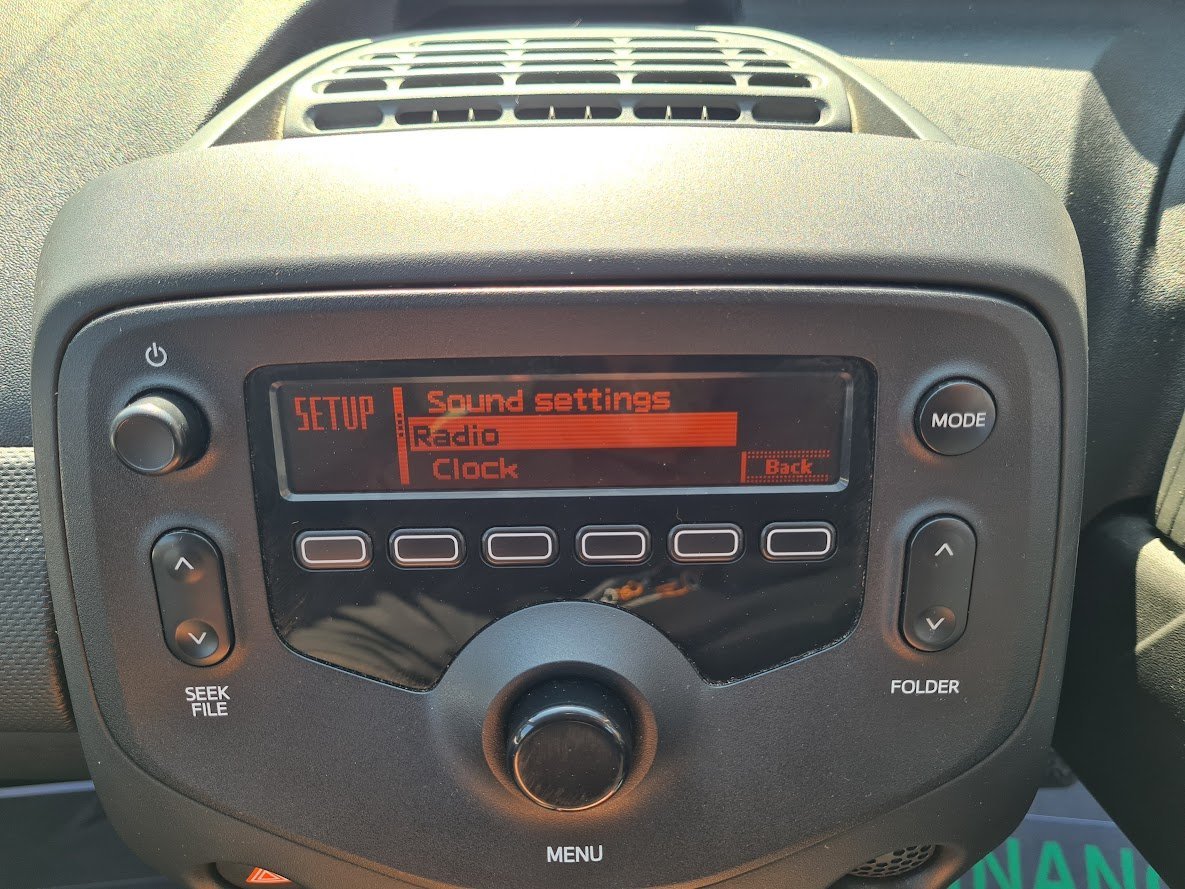 SETUP
Sound settings
Radio
Clock
Back
MODE
SEEK
FILE
FOLDER
MENU